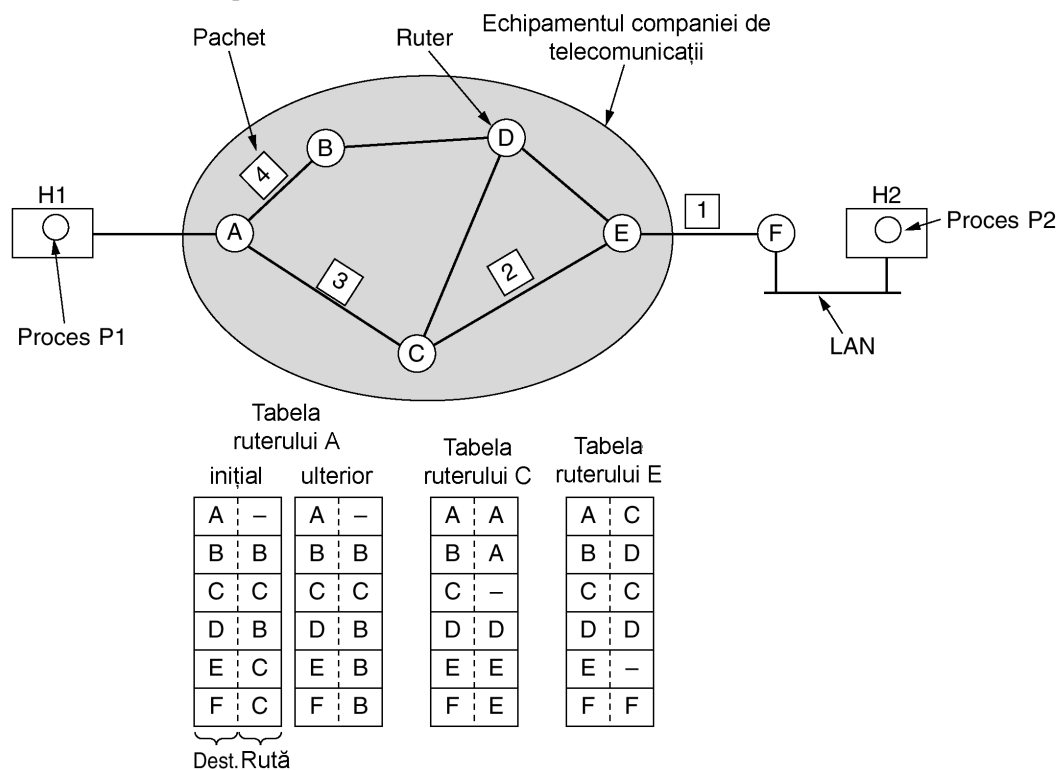 Pachet
Ruter
Echipamentul companiei de
telecomunicații
H1
A
B
C
D
E
F
4
3
2
1
H2
Proces P1
Proces P2
LAN
Tabela
ruterului A
inițial ulterior
A –
B B
C C
D B
E C
F C
A –
B B
C C
D B
E B
F B
Dest. Rută
Tabela
ruterului C
A A
B A
C –
D D
E E
F E
Tabela
ruterului E
A C
B D
C C
D D
E –
F F